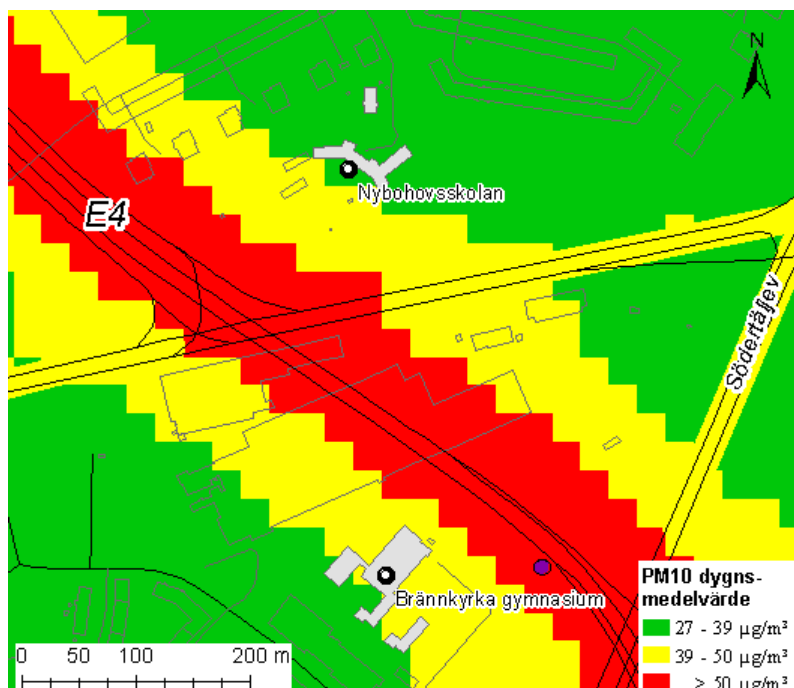 N
Nybohovsskolan
E4
Södertäljev
Brännkyrka gymnasium
PM10 dygns-
medelvärde
27 - 39 µg/m³
39 - 50 µg/m³
> 50 µg/m³
0 50 100 200 m